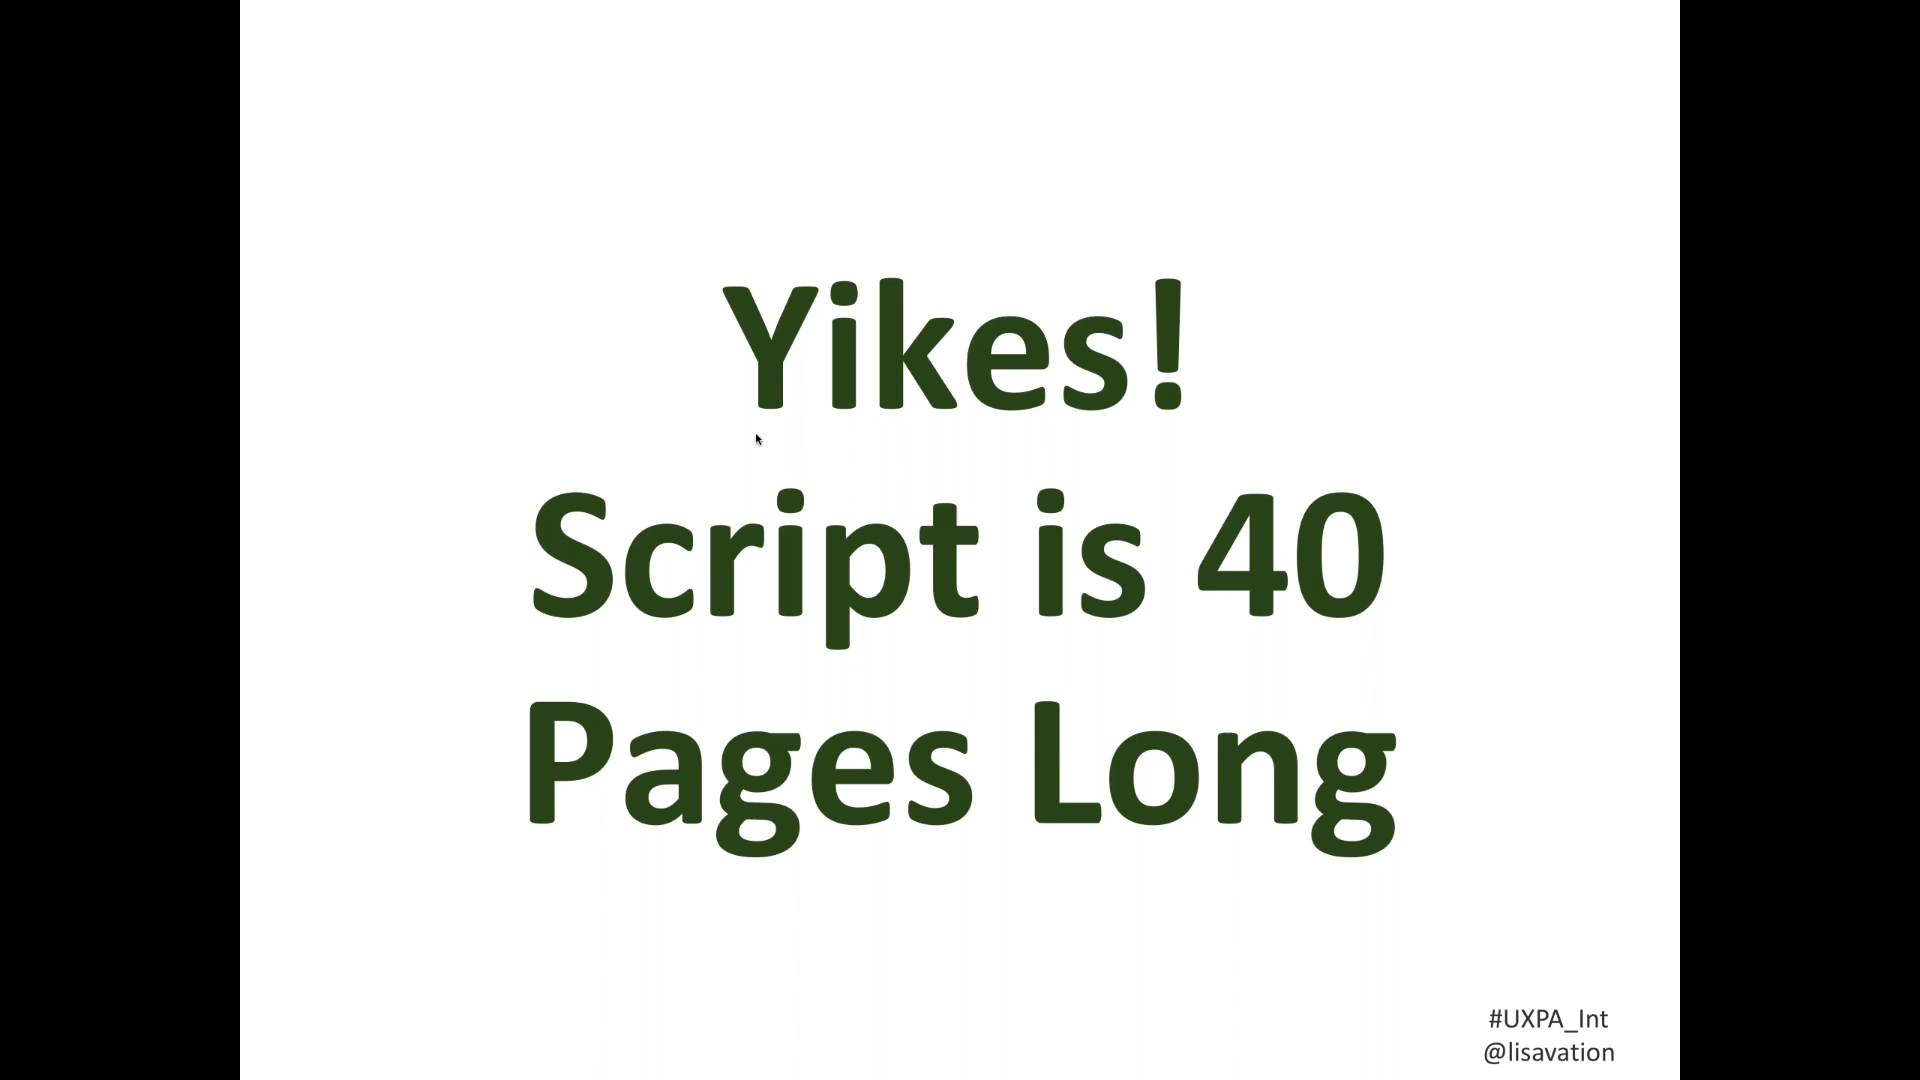 Yikes!
Script is 40
Pages Long
#UXPA_Int
@lisavation